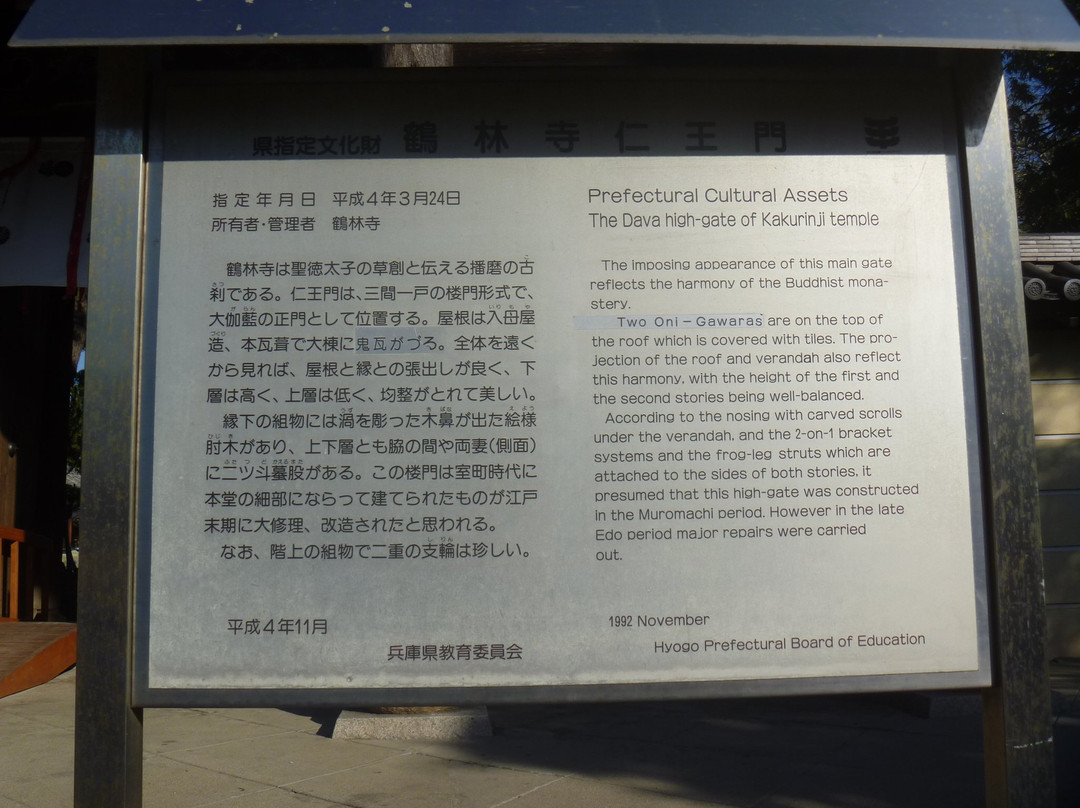 県指定文化財 鶴林寺仁王門
指定年月日 平成4年3月24日
所有者・管理者 鶴林寺
鶴林寺は聖徳太子の草創と伝える播磨の古
刹である。仁王門は、三間一戸の楼門形式で、
大伽藍の正門として位置する。屋根は入母屋
造、本瓦葺で大棟に鬼瓦がづる。全体を遠く
から見れば、屋根と縁との張出しが良く、下
層は高く、上層は低く、均整がとれて美しい。
縁下の組物には渦を彫った木鼻が出た絵様
肘木があり、上下層とも脇の間や両妻(側面)
に二ツ斗蟇股がある。この楼門は室町時代に
本堂の細部にならって建てられたものが江戸
末期に大修理、改造されたと思われる。
なお、階上の組物で二重の支輪は珍しい。
平成4年11月
兵庫県教育委員会
Prefectural Cultural Assets
The Dava high-gate of Kakurinji temple
The imposing appearance of this main gate
reflects the harmony of the Buddhist mona-
stery.
Two Oni-Gawaras are on the top of
the roof which is covered with tiles. The pro-
jection of the roof and verandah also reflect
this harmony, with the height of the first and
the second stories being well-balanced.
According to the nosing with carved scrolls
under the verandah, and the 2-on-1 bracket
systems and the frog-leg struts which are
attached to the sides of both stories, it
presumed that this high-gate was constructed
in the Muromachi period. However in the late
Edo period major repairs were carried
out.
1992 November
Hyogo Prefectural Board of Education